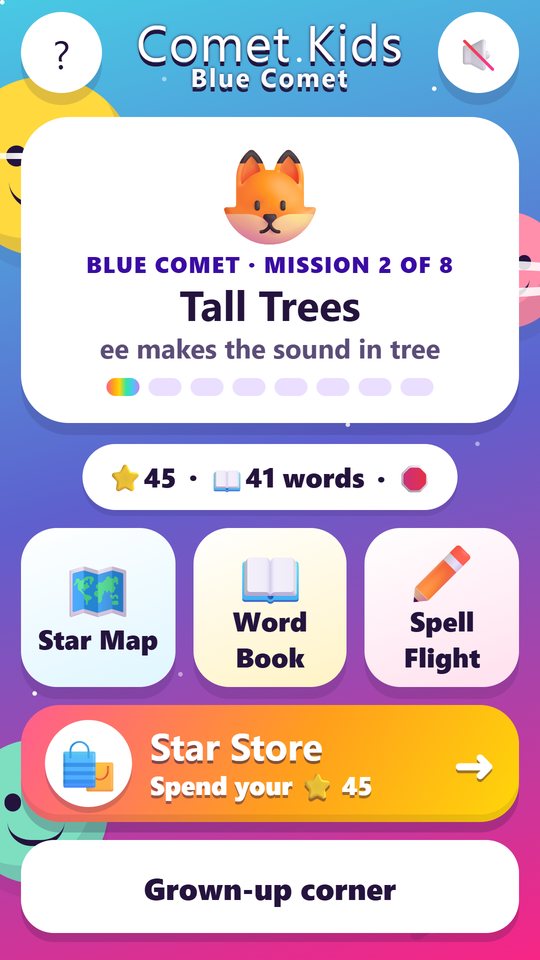 ?
Comet Kids
Blue Comet
BLUE COMET · MISSION 2 OF 8
Tall Trees
ee makes the sound in tree
45 · 41 words ·
Star Map
Word
Book
Spell
Flight
Star Store
Spend your 45
→
Grown-up corner